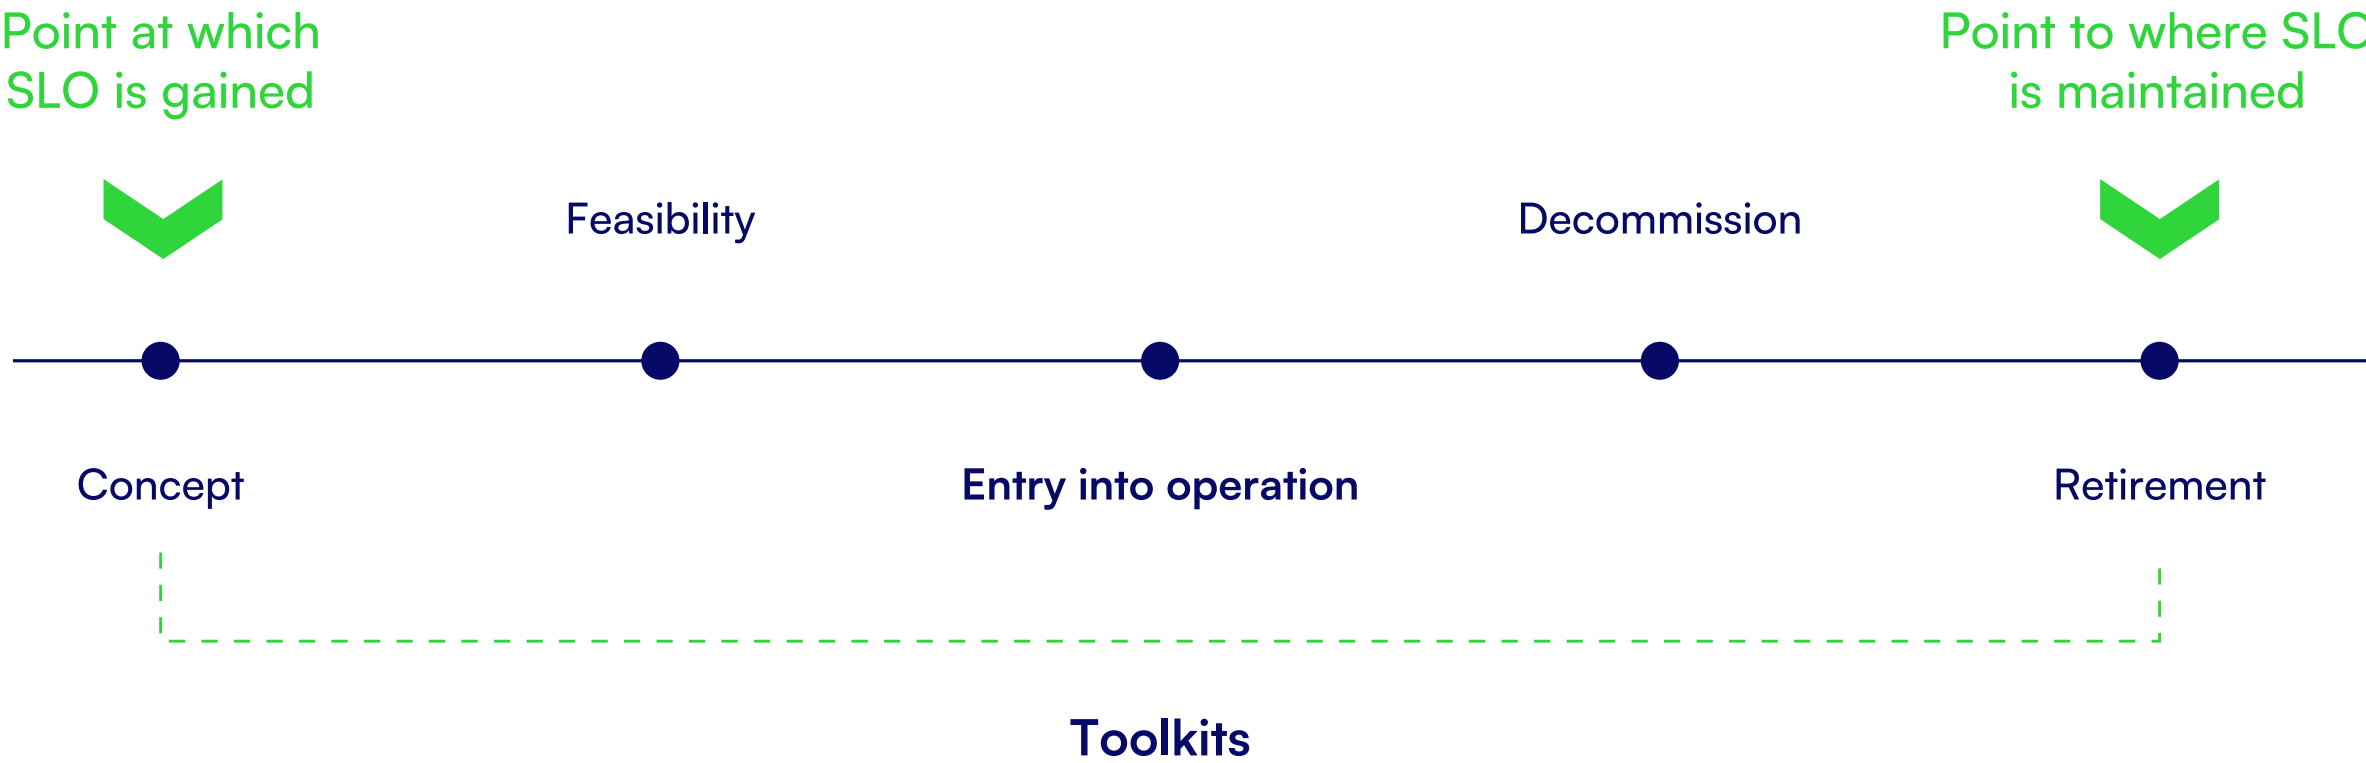 Point at which
SLO is gained
Point to where SLO
is maintained
Feasibility
Decommission
Concept
Entry into operation
Retirement
Toolkits